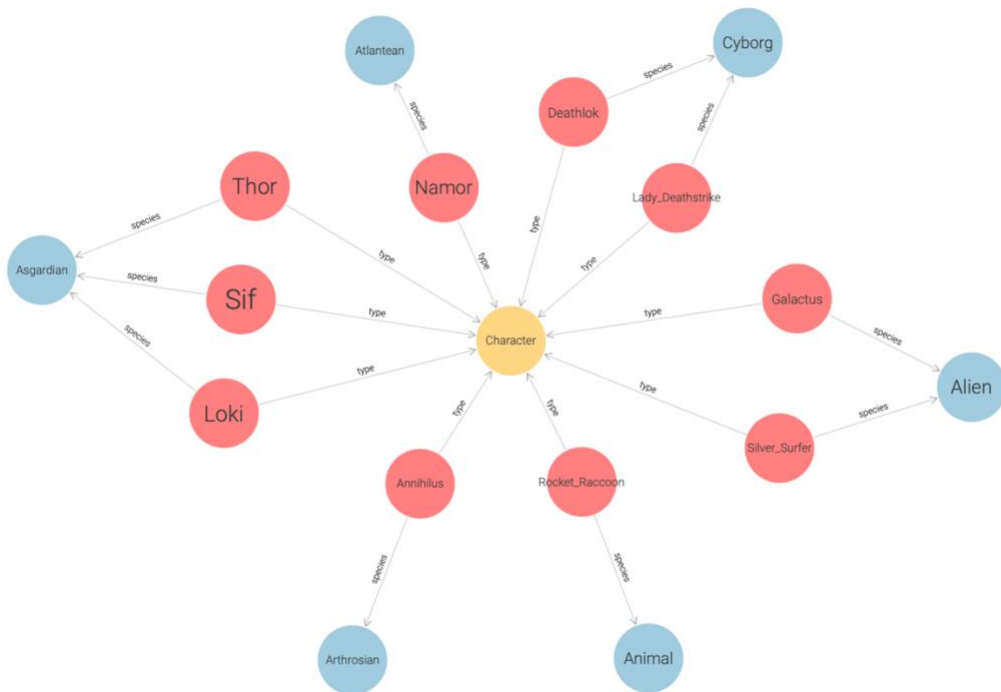 Atlantean
Cyborg
species
species
species
Deathlok
Thor
Namor
Lady_Deathstrike
species
type
type
type
type
Asgardian
species
Sif
Galactus
type
type
Character
species
species
type
Alien
Loki
type
species
type
type
Silver_Surfer
Annihilus
Rocket_Raccoon
species
species
Arthrosian
Animal